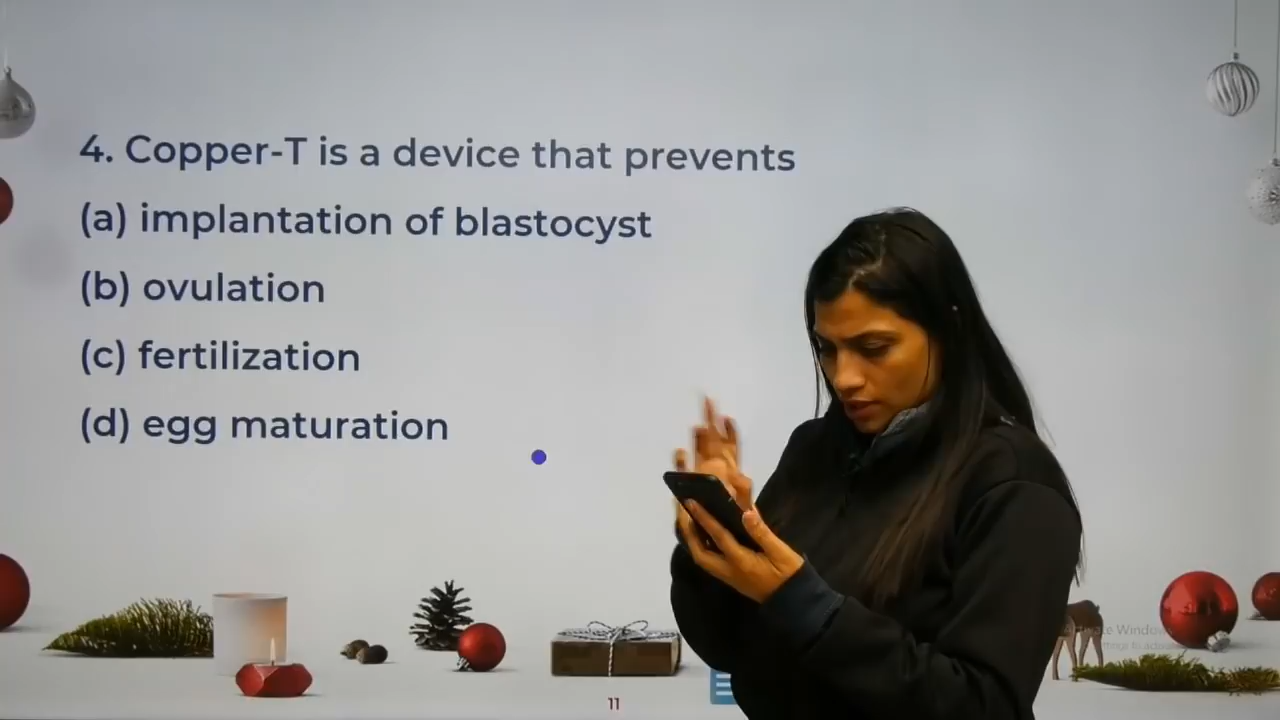 4. Copper-T is a device that prevents
(a) implantation of blastocyst
(b) ovulation
(c) fertilization
(d) egg maturation
11